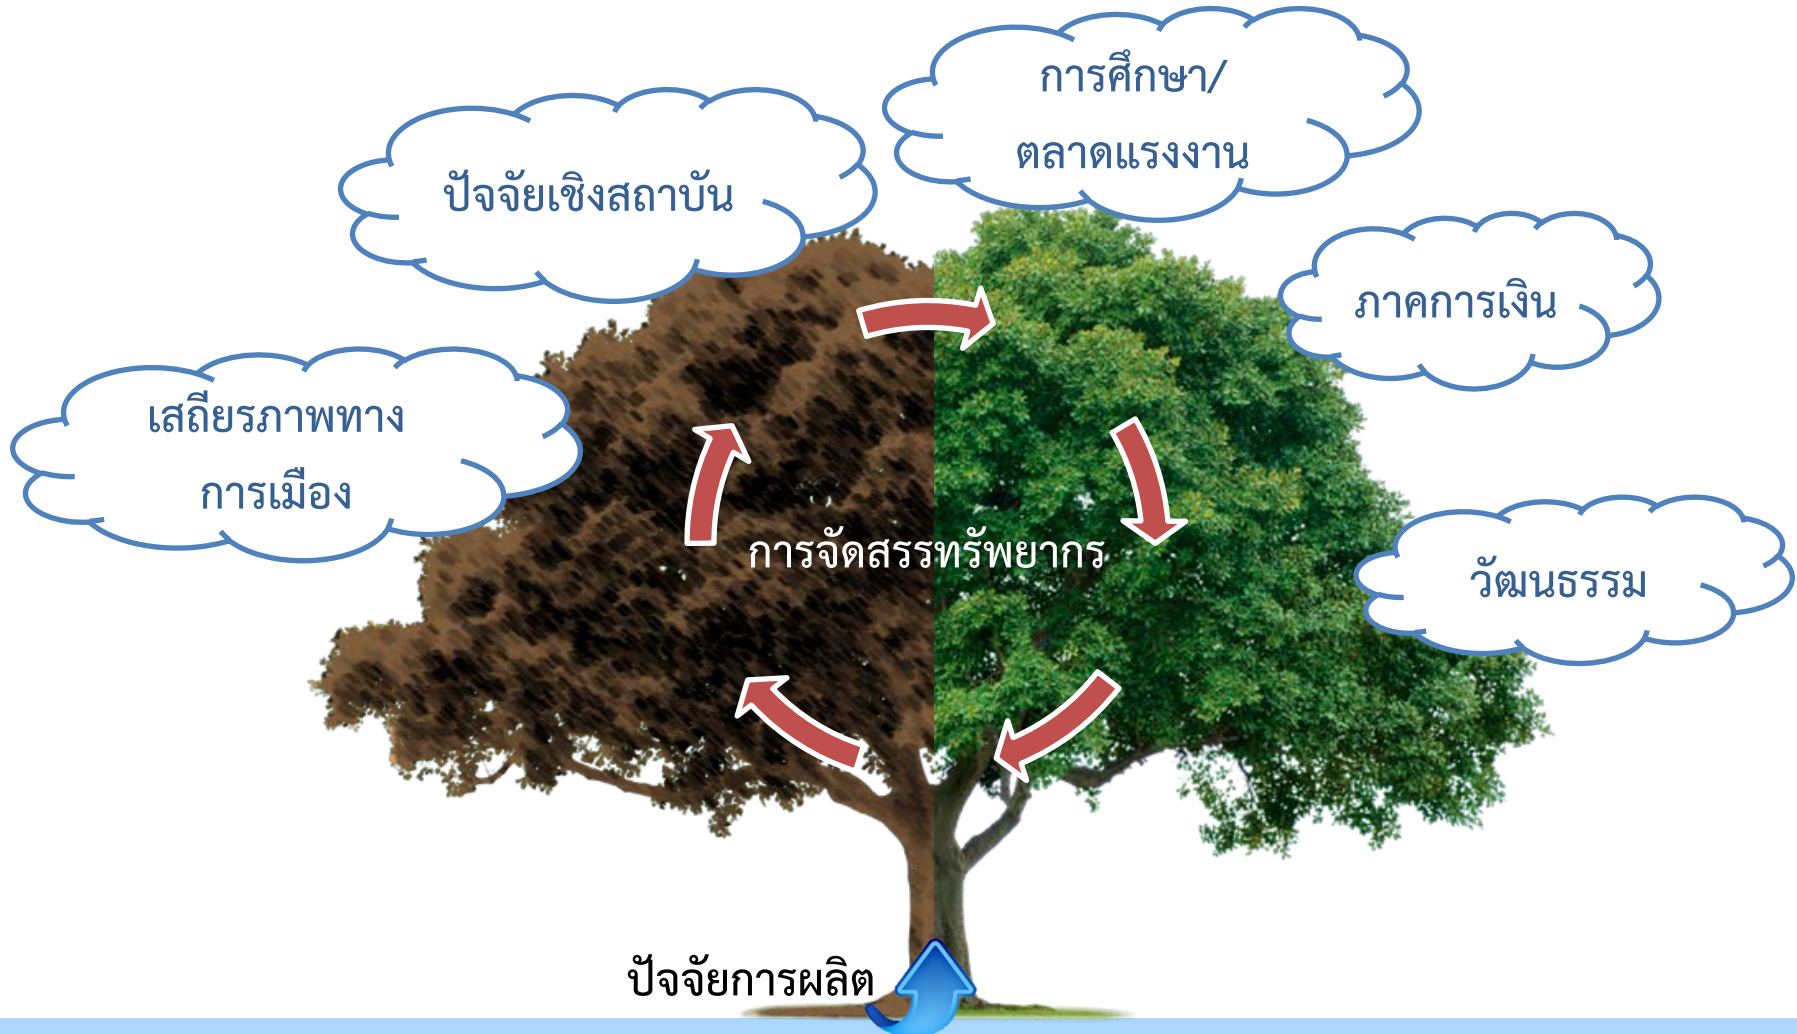 การศึกษา/
ตลาดแรงงาน
ปัจจัยเชิงสถาบัน
ภาคการเงิน
เสถียรภาพทาง
การเมือง
การจัดสรรทรัพยากร
วัฒนธรรม
ปัจจัยการผลิต